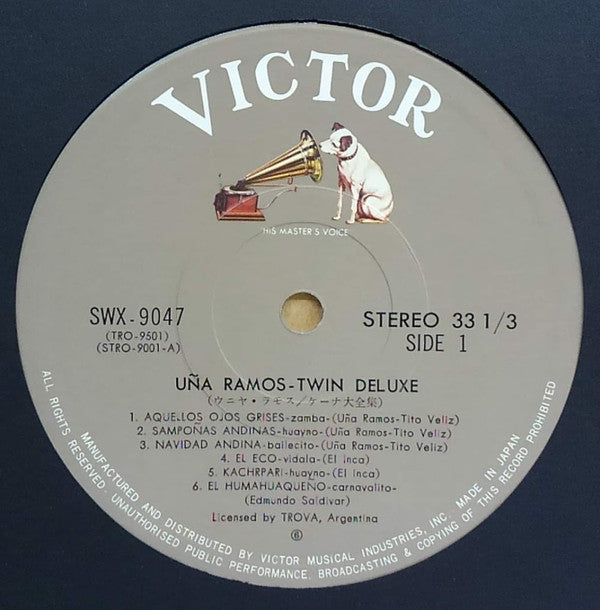 VICTOR
"HIS MASTER'S VOICE"
SWX-9047
(TRO-9501)
(STRO-9001-A)
STEREO 33 1/3
SIDE 1
UÑA RAMOS-TWIN DELUXE
(ウニャ・ラモス/ケーナ大全集)
1. AQUELLOS OJOS GRISES-zamba-(Uña Ramos-Tito Veliz)
2. SAMPOÑAS ANDINAS-huayno-(Uña Ramos-Tito Veliz)
3. NAVIDAD ANDINA-bailecito-(Uña Ramos-Tito Veliz)
4. EL ECO-vidala-(El Inca)
5. KACHRPARI-huayno-(El Inca)
6. EL HUMAHUAQUEÑO-carnavalito-
(Edmundo Saldivar)
Licensed by TROVA, Argentina
⑥
ALL RIGHTS RESERVED. UNAUTHORISED PUBLIC PERFORMANCE, BROADCASTING & COPYING OF THIS RECORD PROHIBITED
MANUFACTURED AND DISTRIBUTED BY VICTOR MUSICAL INDUSTRIES, INC. MADE IN JAPAN